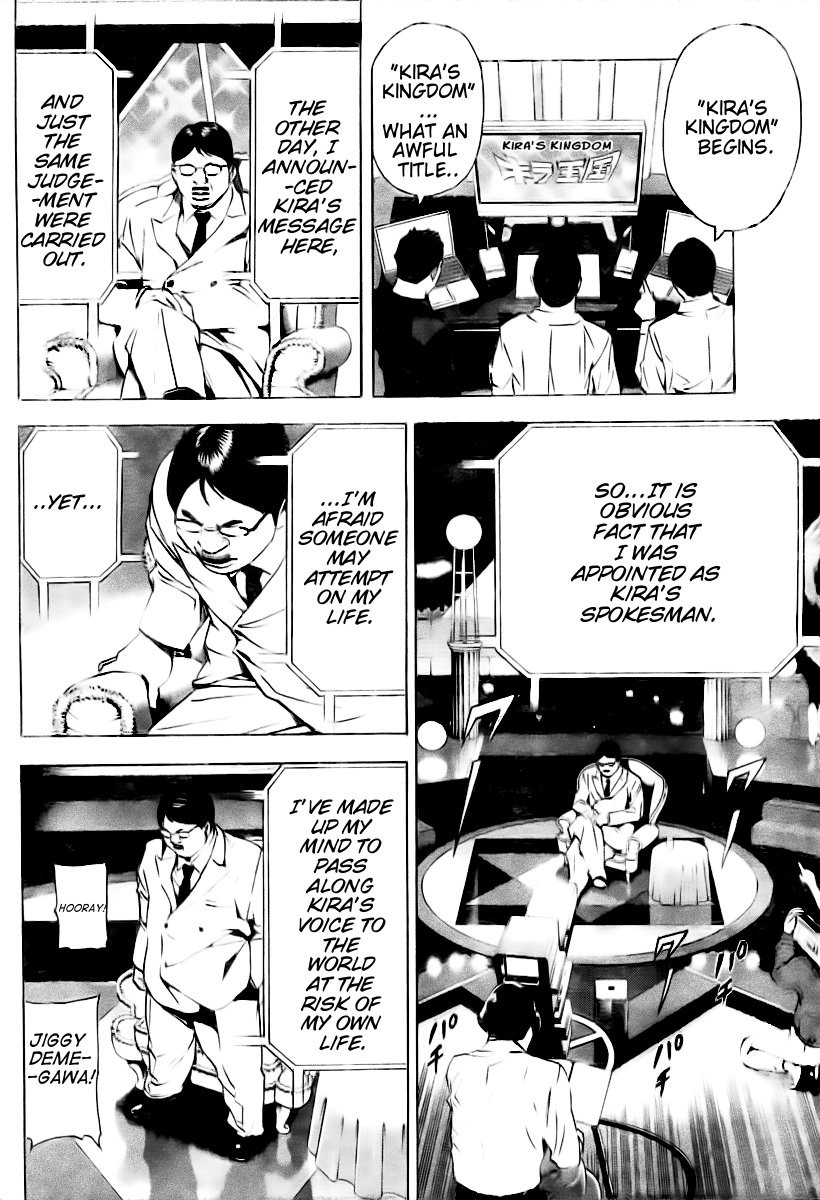 "KIRA'S
KINGDOM"
BEGINS.
"KIRA'S
KINGDOM"
...
WHAT AN
AWFUL
TITLE..
KIRA'S KINGDOM
キラ王国
THE
OTHER
DAY, I
ANNOUN-
-CED
KIRA'S
MESSAGE
HERE,
AND
JUST
THE
SAME
JUDGE-
-MENT
WERE
CARRIED
OUT.
SO...IT IS
OBVIOUS
FACT THAT
I WAS
APPOINTED AS
KIRA'S
SPOKESMAN.
パチ
パチ
パチ
...I'M
AFRAID
SOMEONE
MAY
ATTEMPT
ON MY
LIFE.
..YET...
I'VE MADE
UP MY
MIND TO
PASS
ALONG
KIRA'S
VOICE TO
THE
WORLD
AT THE
RISK OF
MY OWN
LIFE.
HOORAY!
JIGGY
DEME-
GAWA!